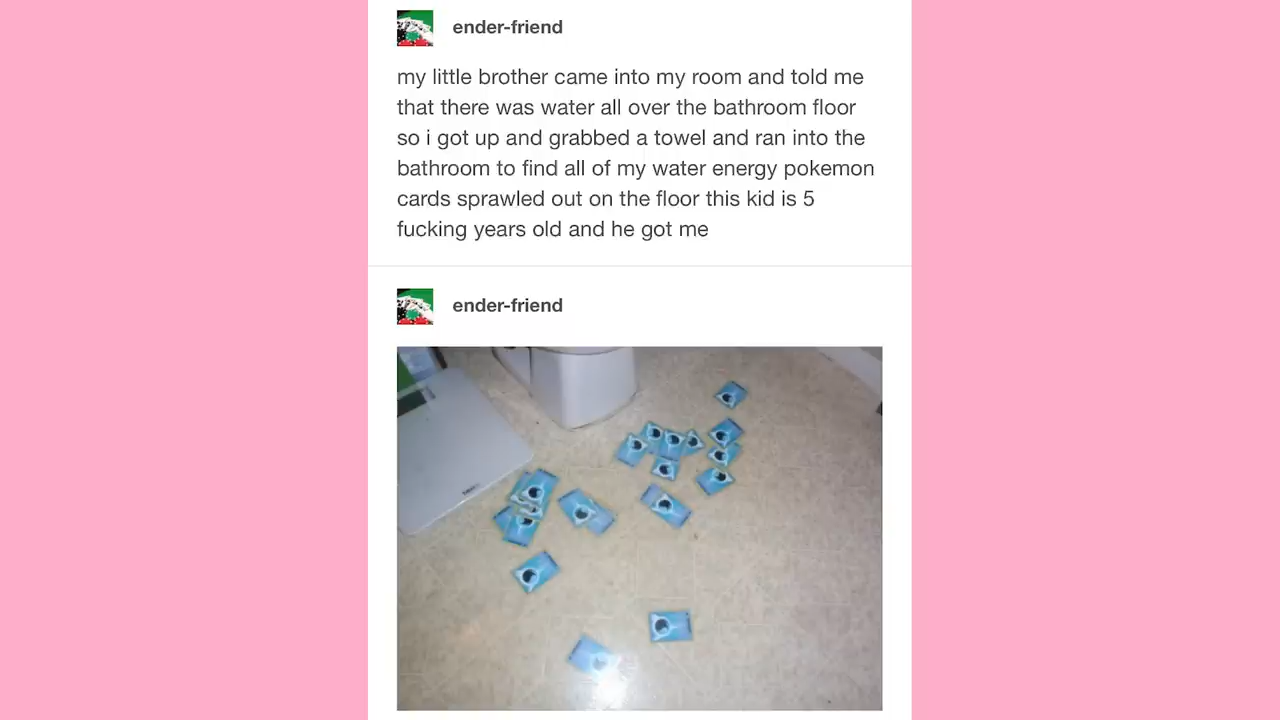 ender-friend
my little brother came into my room and told me
that there was water all over the bathroom floor
so i got up and grabbed a towel and ran into the
bathroom to find all of my water energy pokemon
cards sprawled out on the floor this kid is 5
fucking years old and he got me
ender-friend